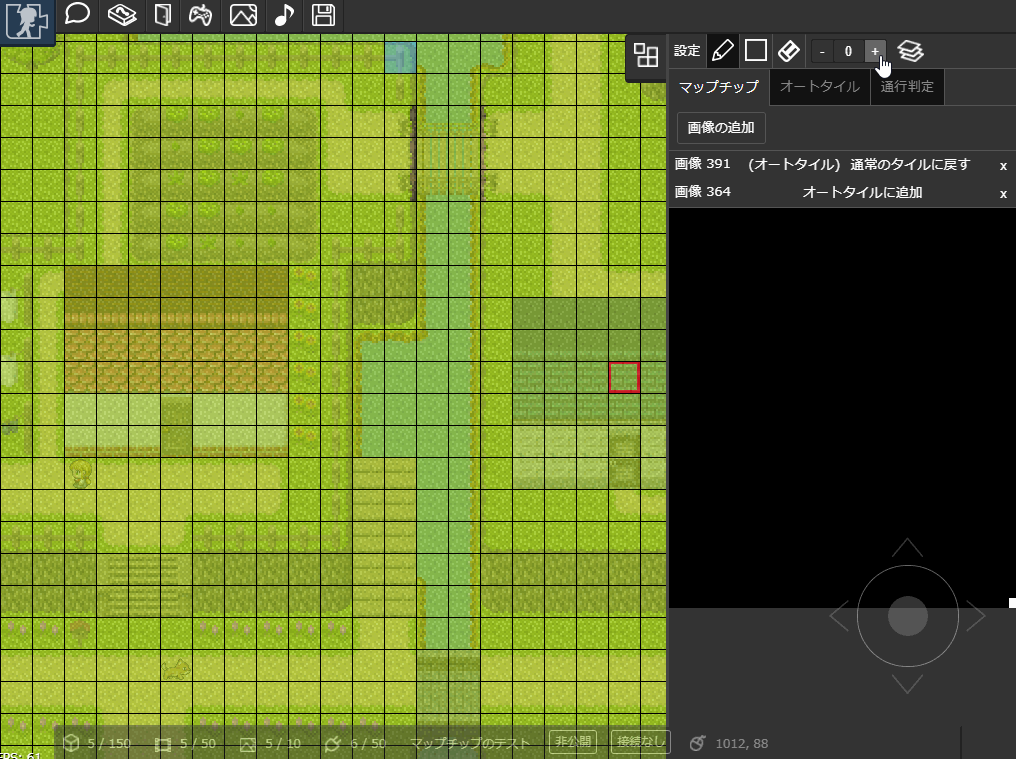 設定 - 0 +
マップチップ オートタイル 通行判定
画像の追加
画像 391 (オートタイル) 通常のタイルに戻す x
画像 364 オートタイルに追加 x
5 / 150 5 / 50 5 / 10 6 / 50 マップチップのテスト 非公開 接続なし 1012, 88
FPS: 61